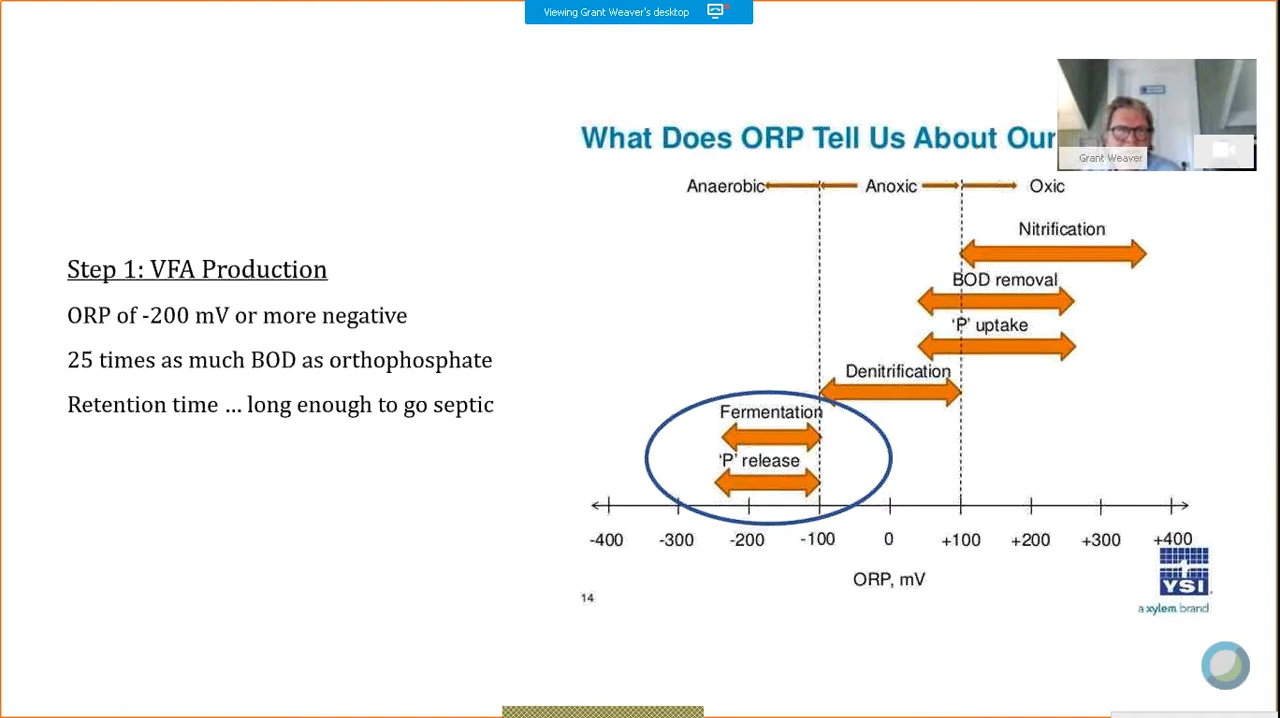 Viewing Grant Weaver's desktop
What Does ORP Tell Us About Our
Grant Weaver
Anaerobic Anoxic Oxic
Nitrification
BOD removal
'P' uptake
Denitrification
Fermentation
'P' release
Step 1: VFA Production
ORP of -200 mV or more negative
25 times as much BOD as orthophosphate
Retention time ... long enough to go septic
-400 -300 -200 -100 0 +100 +200 +300 +400
ORP, mV
14
YSI
a xylem brand